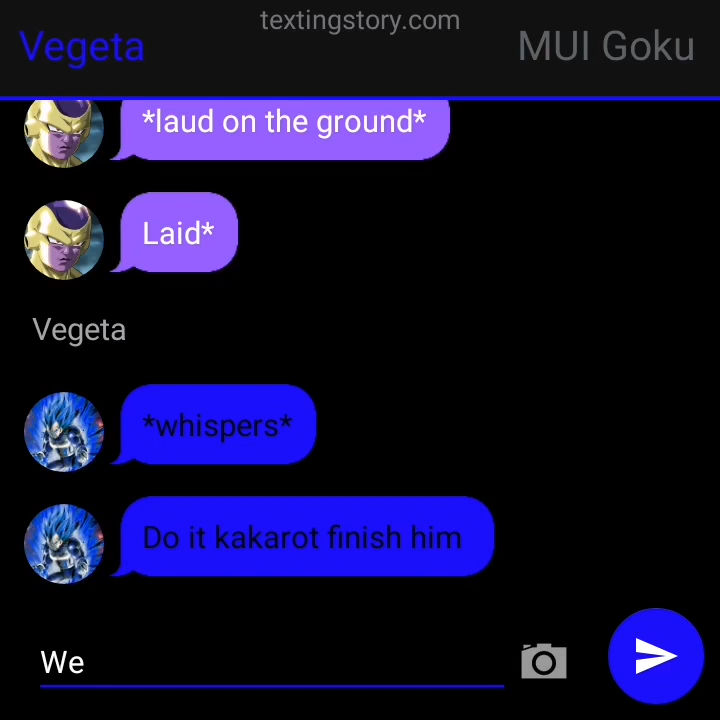 textingstory.com
Vegeta
MUI Goku
*laud on the ground*
Laid*
Vegeta
*whispers*
Do it kakarot finish him
We